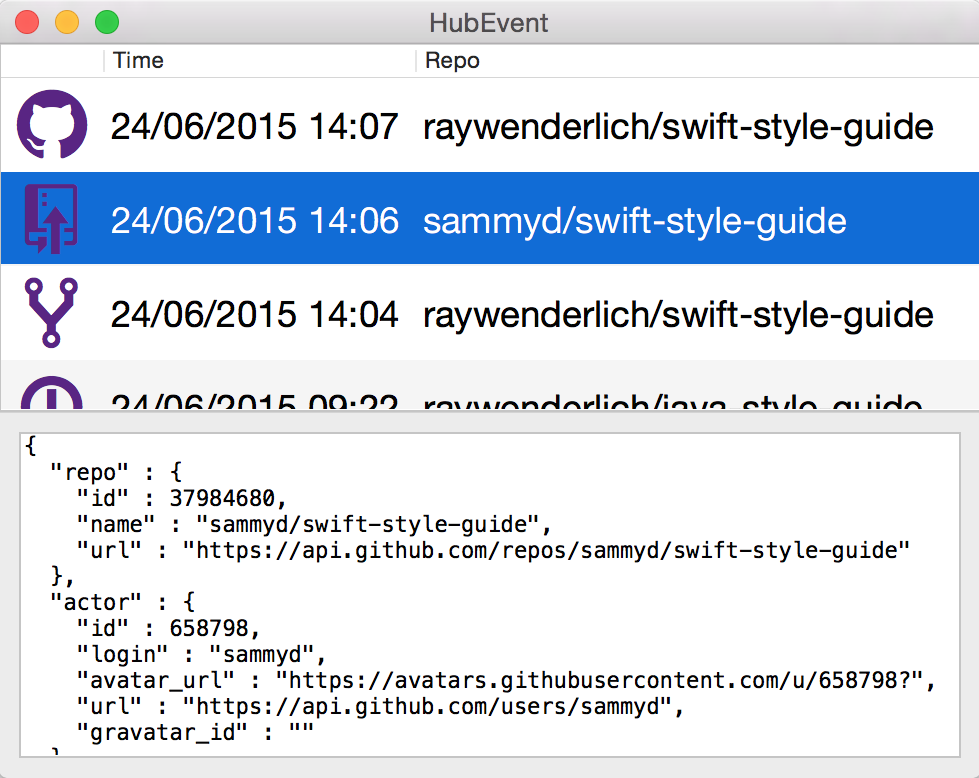 HubEvent
Time Repo
24/06/2015 14:07 raywenderlich/swift-style-guide
24/06/2015 14:06 sammyd/swift-style-guide
24/06/2015 14:04 raywenderlich/swift-style-guide
24/06/2015 09:22 raywenderlich/java-style-guide
{
"repo" : {
"id" : 37984680,
"name" : "sammyd/swift-style-guide",
"url" : "https://api.github.com/repos/sammyd/swift-style-guide"
},
"actor" : {
"id" : 658798,
"login" : "sammyd",
"avatar_url" : "https://avatars.githubusercontent.com/u/658798?",
"url" : "https://api.github.com/users/sammyd",
"gravatar_id" : ""
}